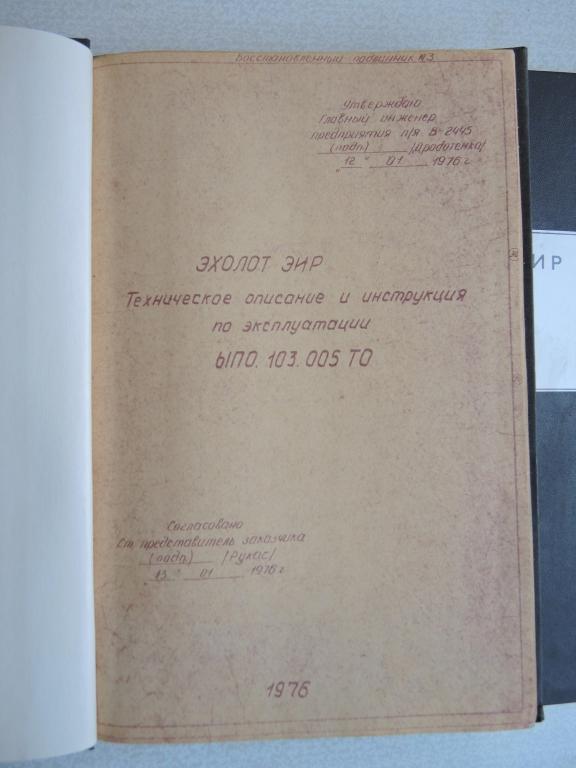 Восстановленный подлинник №3
Утверждаю
Главный инженер
предприятия п/я В-2445
(подп) /Дроботенко/
"12" 01 1976 г
ЭХОЛОТ ЭИР
Техническое описание и инструкция
по эксплуатации
ЫПО. 103. 005 ТО
Согласовано
Ст. представитель заказчика
(подп) /Рукас/
"13" 01 1976 г
1976
ИР